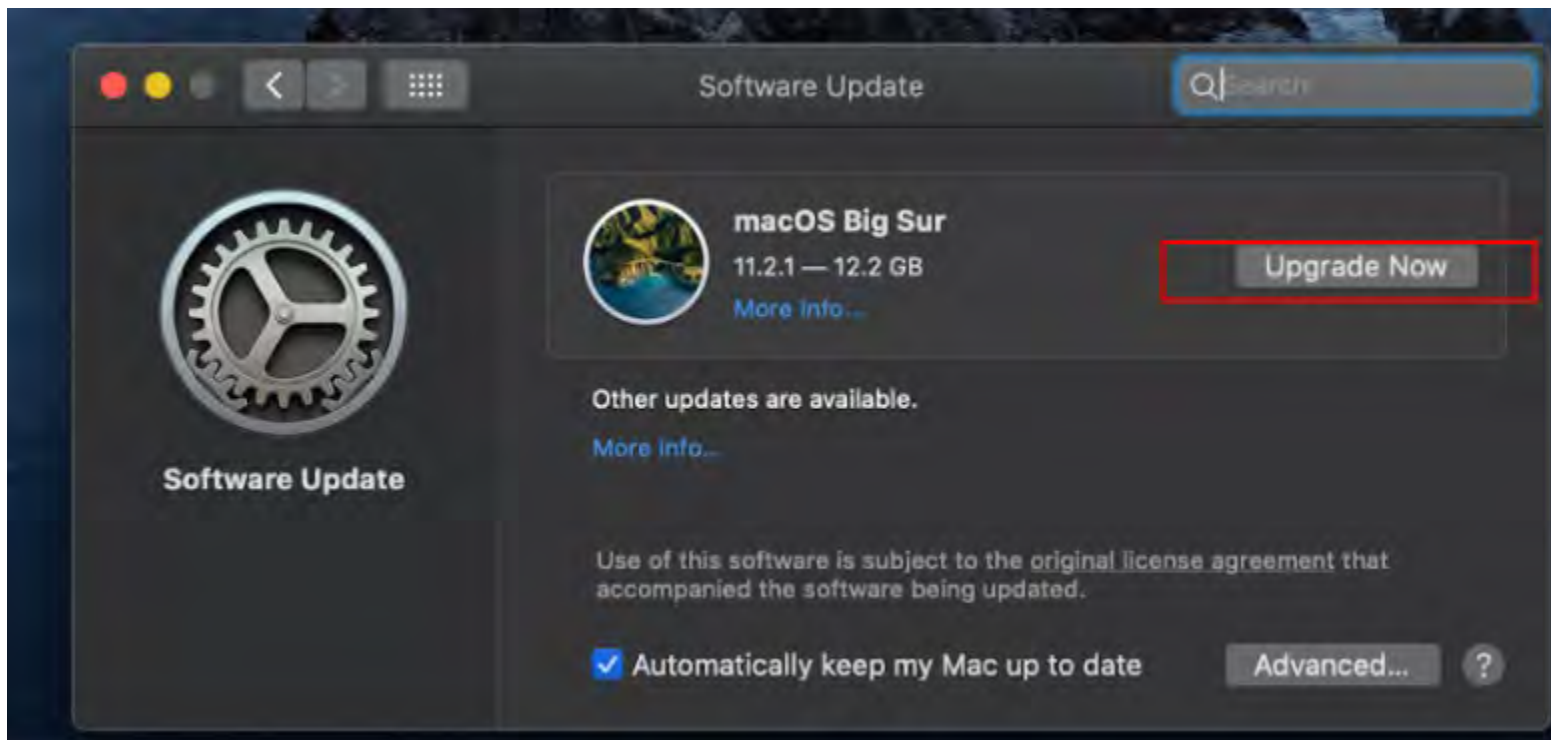 Software Update
Search
macOS Big Sur
11.2.1 — 12.2 GB
More Info...
Upgrade Now
Other updates are available.
More info...
Software Update
Use of this software is subject to the original license agreement that
accompanied the software being updated.
Automatically keep my Mac up to date
Advanced...
?